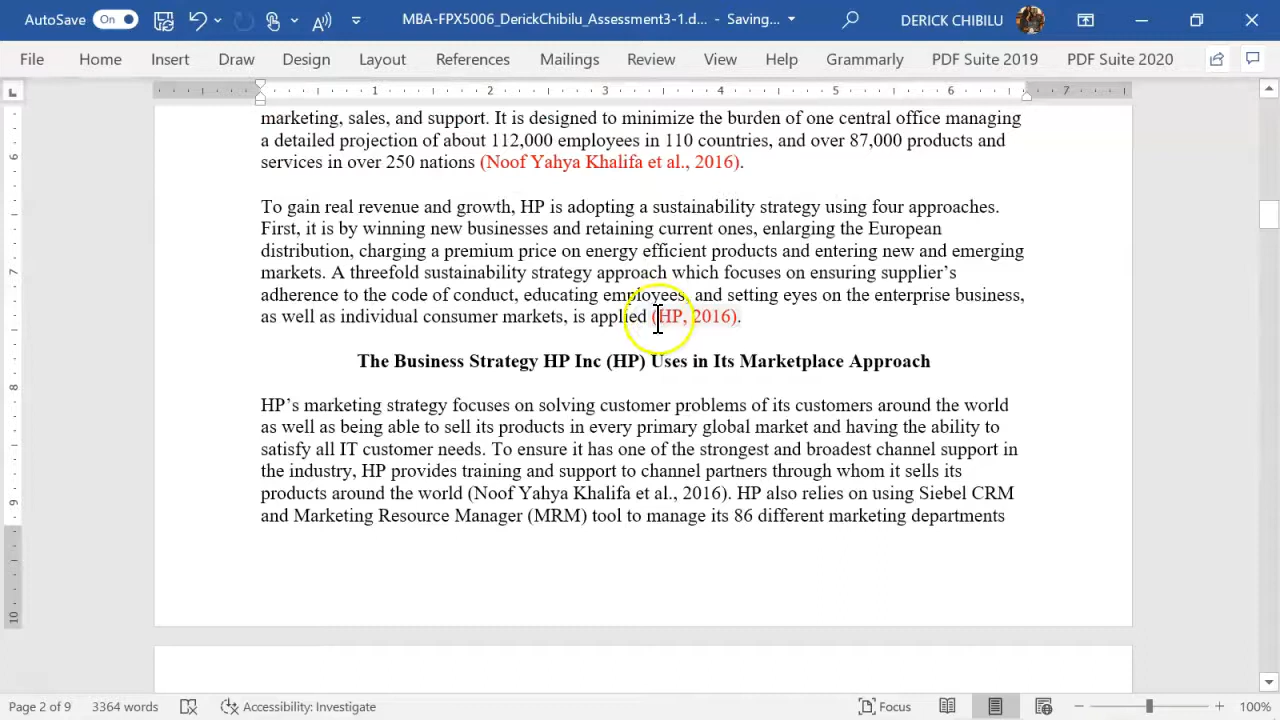 AutoSave On MBA-FPX5006_DerickChibilu_Assessment3-1.d... - Saving... DERICK CHIBILU
File Home Insert Draw Design Layout References Mailings Review View Help Grammarly PDF Suite 2019 PDF Suite 2020
1 2 3 4 5 6 7
marketing, sales, and support. It is designed to minimize the burden of one central office managing
a detailed projection of about 112,000 employees in 110 countries, and over 87,000 products and
services in over 250 nations (Noof Yahya Khalifa et al., 2016).
To gain real revenue and growth, HP is adopting a sustainability strategy using four approaches.
First, it is by winning new businesses and retaining current ones, enlarging the European
distribution, charging a premium price on energy efficient products and entering new and emerging
markets. A threefold sustainability strategy approach which focuses on ensuring supplier’s
adherence to the code of conduct, educating employees, and setting eyes on the enterprise business,
as well as individual consumer markets, is applied (HP, 2016).
The Business Strategy HP Inc (HP) Uses in Its Marketplace Approach
HP’s marketing strategy focuses on solving customer problems of its customers around the world
as well as being able to sell its products in every primary global market and having the ability to
satisfy all IT customer needs. To ensure it has one of the strongest and broadest channel support in
the industry, HP provides training and support to channel partners through whom it sells its
products around the world (Noof Yahya Khalifa et al., 2016). HP also relies on using Siebel CRM
and Marketing Resource Manager (MRM) tool to manage its 86 different marketing departments
6
7
8
9
10
Page 2 of 9 3364 words Accessibility: Investigate Focus 100%